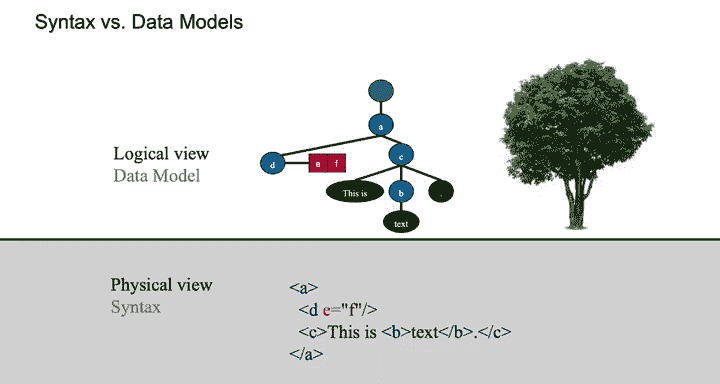 Syntax vs. Data Models
a
Logical view
Data Model
d
e f
c
This is
b
.
text
Physical view
Syntax
<a>
<d e="f"/>
<c>This is <b>text</b>.</c>
</a>